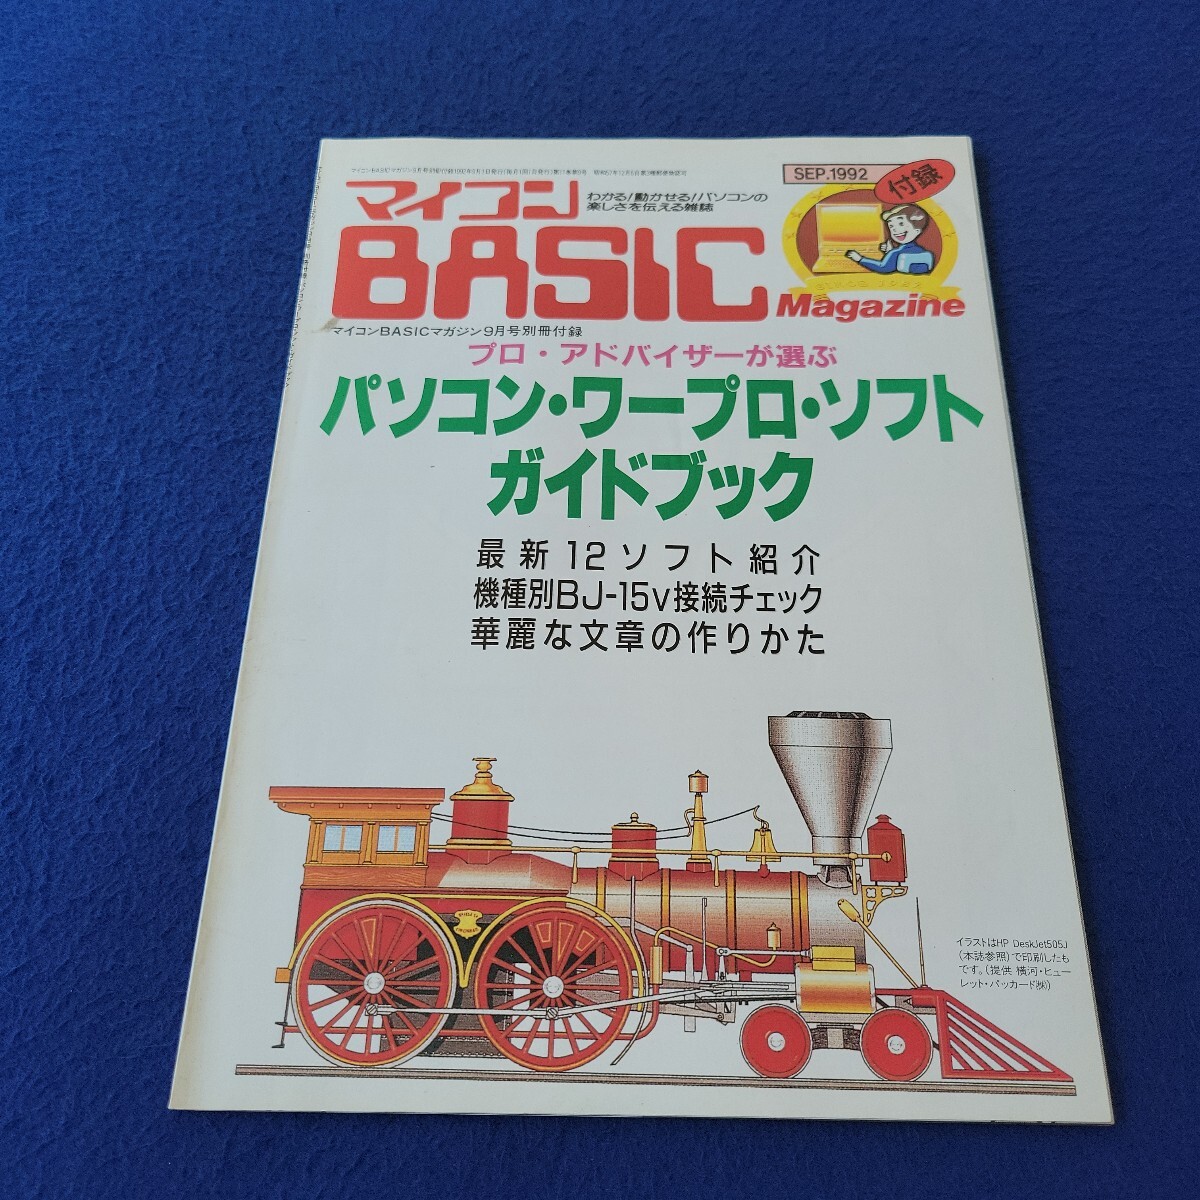 SEP.1992
付録
マイコン
わかる!動かせる!パソコンの
楽しさを伝える雑誌
BASIC
Magazine
マイコンBASICマガジン9月号別冊付録
プロ・アドバイザーが選ぶ
パソコン・ワープロ・ソフト
ガイドブック
最新12ソフト紹介
機種別BJ-15v接続チェック
華麗な文章の作りかた
イラストはHP DeskJet505J
(本誌参照)で印刷したも
です。(提供 横河・ヒュー
レット・パッカード㈱)